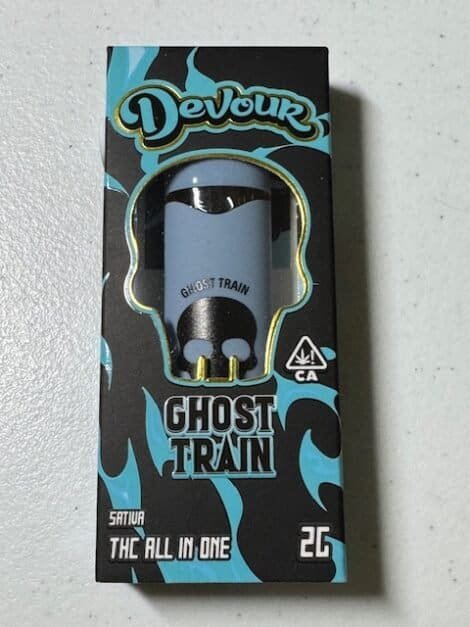 Devour
GHOST TRAIN
CA
GHOST
TRAIN
SATIVA
THC ALL IN ONE
2G